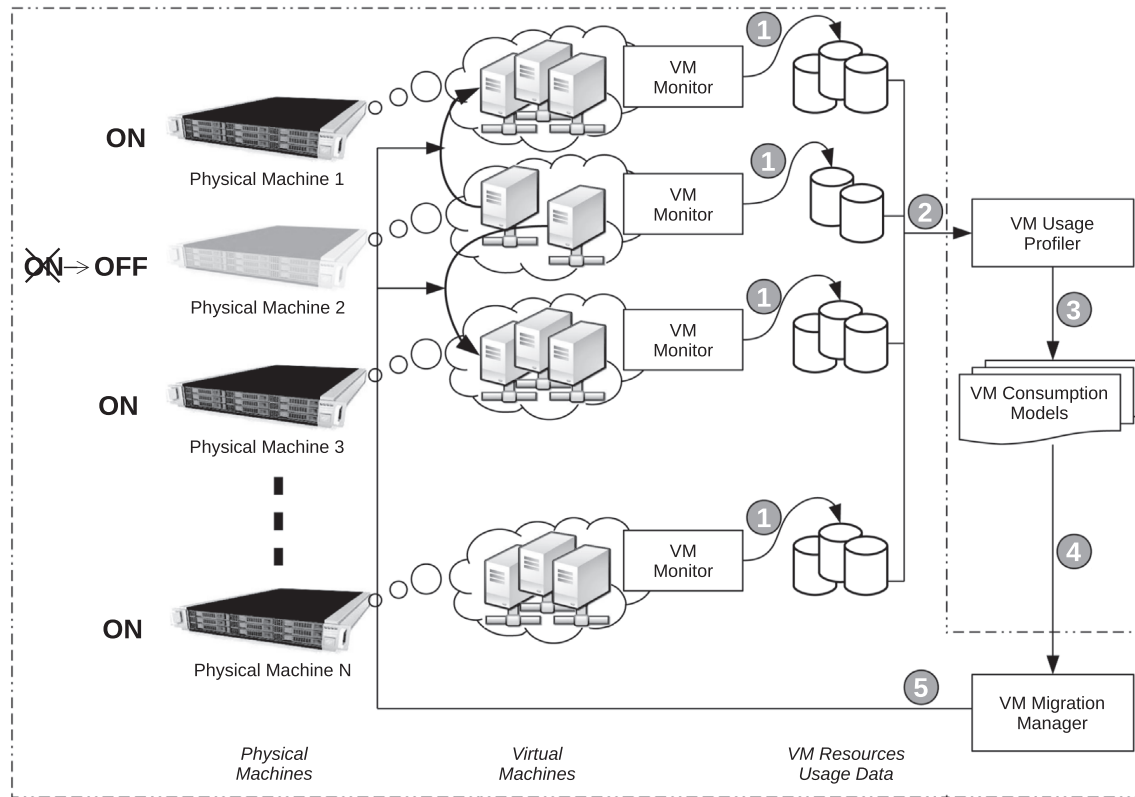 1
VM
Monitor
ON
Physical Machine 1
1
VM
Monitor
2
VM Usage
Profiler
ON OFF
Physical Machine 2
1
VM
Monitor
3
ON
Physical Machine 3
VM Consumption
Models
1
VM
Monitor
4
ON
Physical Machine N
5
VM Migration
Manager
Physical
Machines
Virtual
Machines
VM Resources
Usage Data